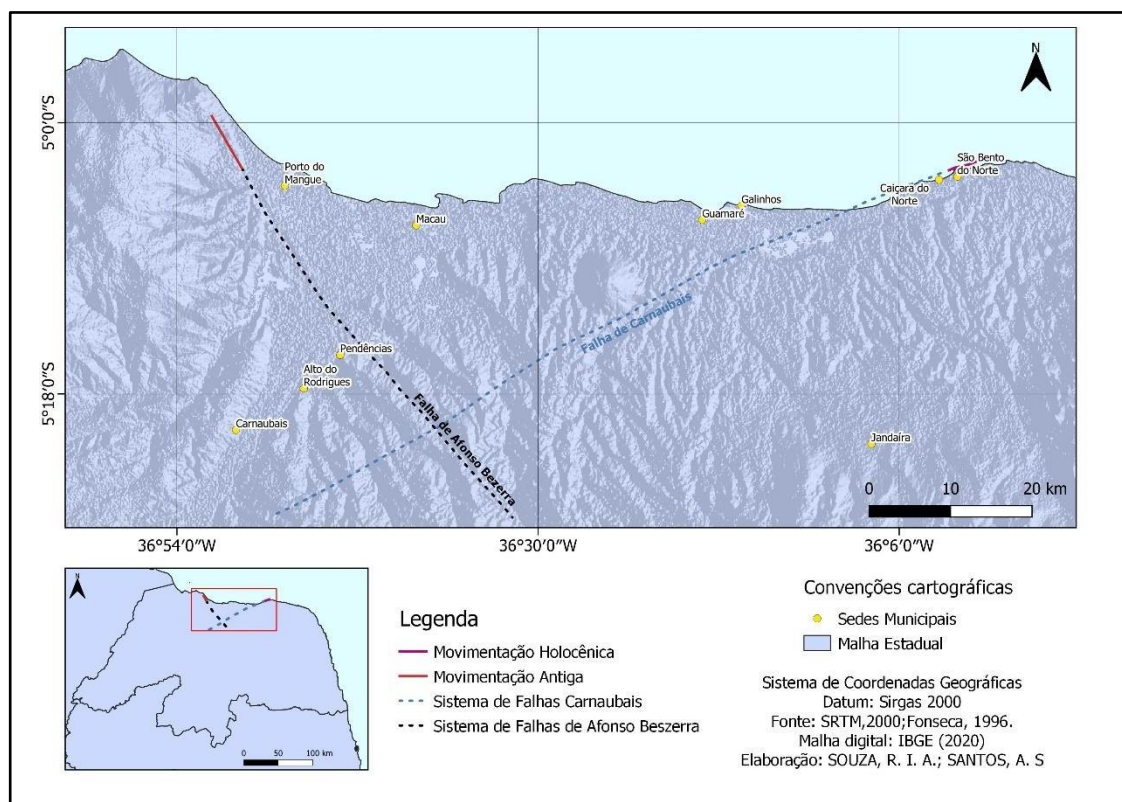 N
5°0'0"S
Porto do
Mangue
São Bento
do Norte
Caiçara do
Norte
Galinhos
Guamaré
Macau
Falha de Carnaubais
Pendências
Alto do
Rodrigues
5°18'0"S
Falha de Afonso Bezerra
Carnaubais
Jandaíra
0 10 20 km
36°54'0"W 36°30'0"W 36°6'0"W
N
0 50 100 km
Legenda
Movimentação Holocênica
Movimentação Antiga
Sistema de Falhas Carnaubais
Sistema de Falhas de Afonso Beszerra
Convenções cartográficas
Sedes Municipais
Malha Estadual
Sistema de Coordenadas Geográficas
Datum: Sirgas 2000
Fonte: SRTM,2000;Fonseca, 1996.
Malha digital: IBGE (2020)
Elaboração: SOUZA, R. I. A.; SANTOS, A. S